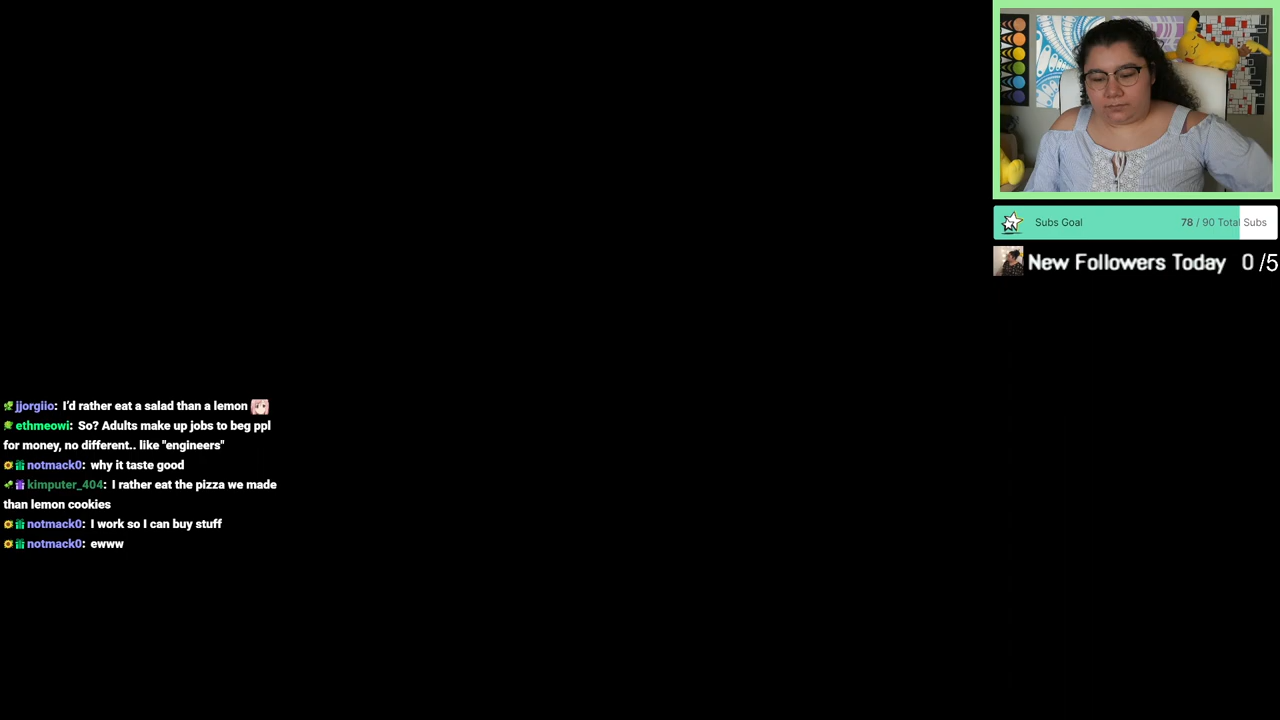 Subs Goal 78 / 90 Total Subs
New Followers Today 0 /5
jjorgiio: I'd rather eat a salad than a lemon
ethmeowi: So? Adults make up jobs to beg ppl
for money, no different.. like "engineers"
notmack0: why it taste good
kimputer_404: I rather eat the pizza we made
than lemon cookies
notmack0: I work so I can buy stuff
notmack0: ewww